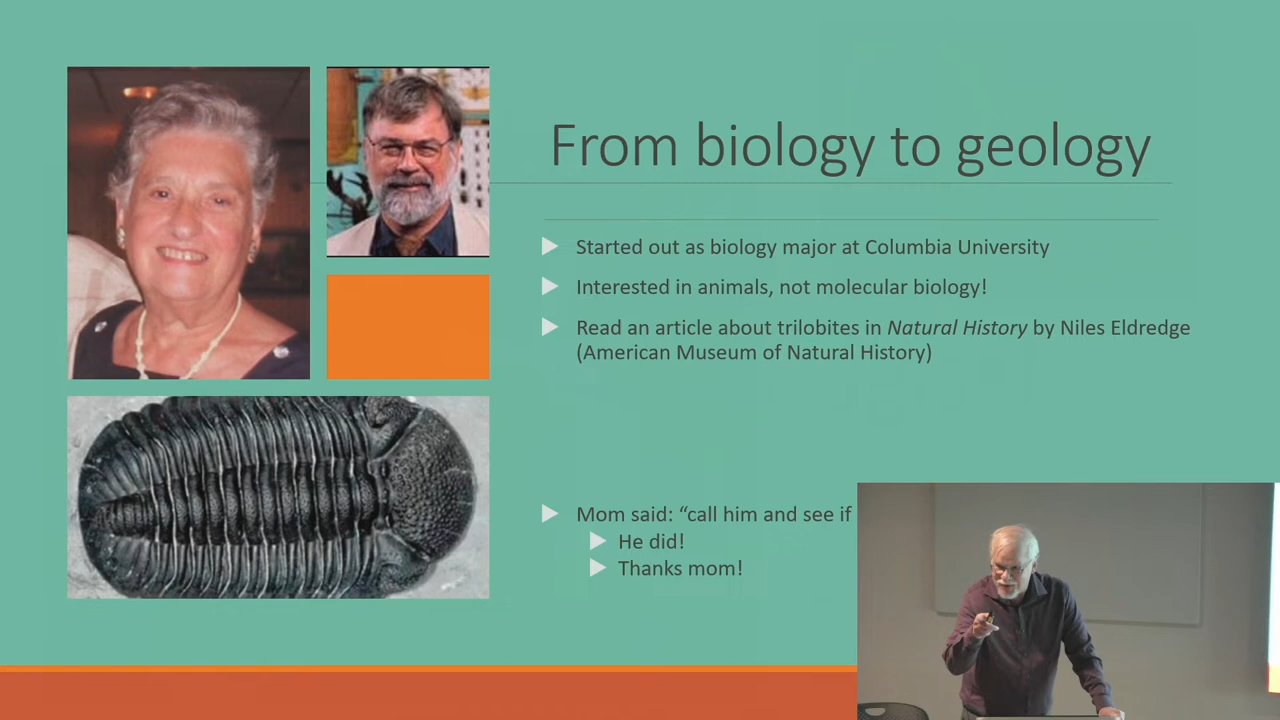 From biology to geology
Started out as biology major at Columbia University
Interested in animals, not molecular biology!
Read an article about trilobites in Natural History by Niles Eldredge
(American Museum of Natural History)
Mom said: “call him and see if
He did!
Thanks mom!